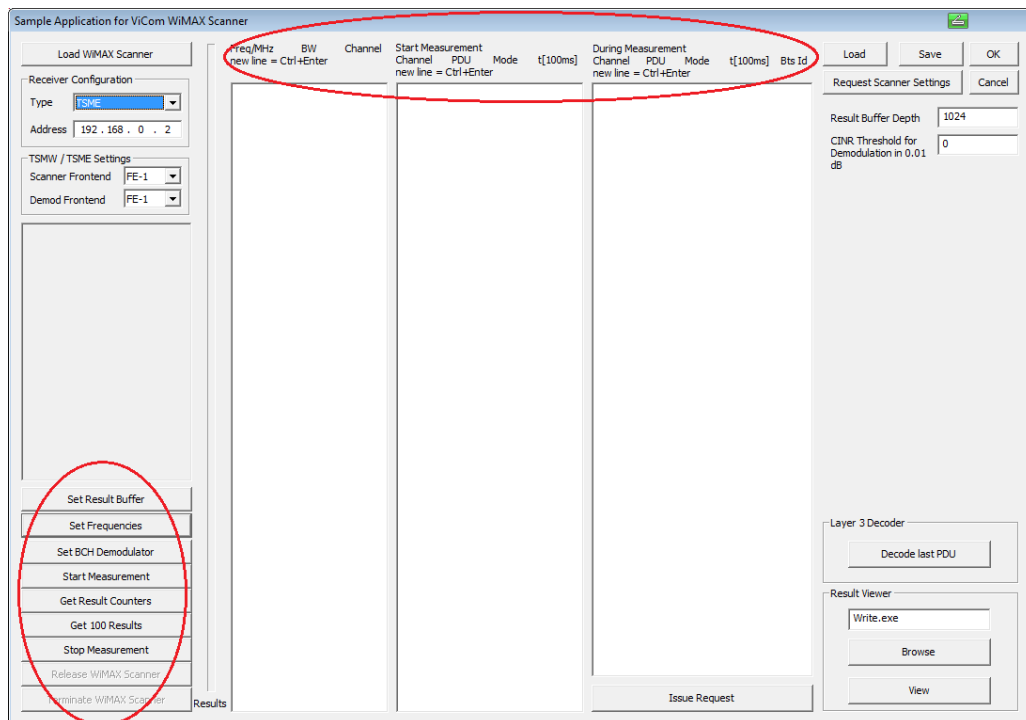 Sample Application for ViCom WiMAX Scanner
Load WiMAX Scanner
Receiver Configuration
Type TSME
Address 192 . 168 . 0 . 2
TSMW / TSME Settings
Scanner Frontend FE-1
Demod Frontend FE-1
Set Result Buffer
Set Frequencies
Set BCH Demodulator
Start Measurement
Get Result Counters
Get 100 Results
Stop Measurement
Release WiMAX Scanner
Terminate WiMAX Scanner
Results
Freq/MHz BW Channel
new line = Ctrl+Enter
Start Measurement
Channel PDU Mode t[100ms]
new line = Ctrl+Enter
During Measurement
Channel PDU Mode t[100ms] Bts Id
new line = Ctrl+Enter
Issue Request
Load Save OK
Request Scanner Settings Cancel
Result Buffer Depth 1024
CINR Threshold for 0
Demodulation in 0.01
dB
Layer 3 Decoder
Decode last PDU
Result Viewer
Write.exe
Browse
View